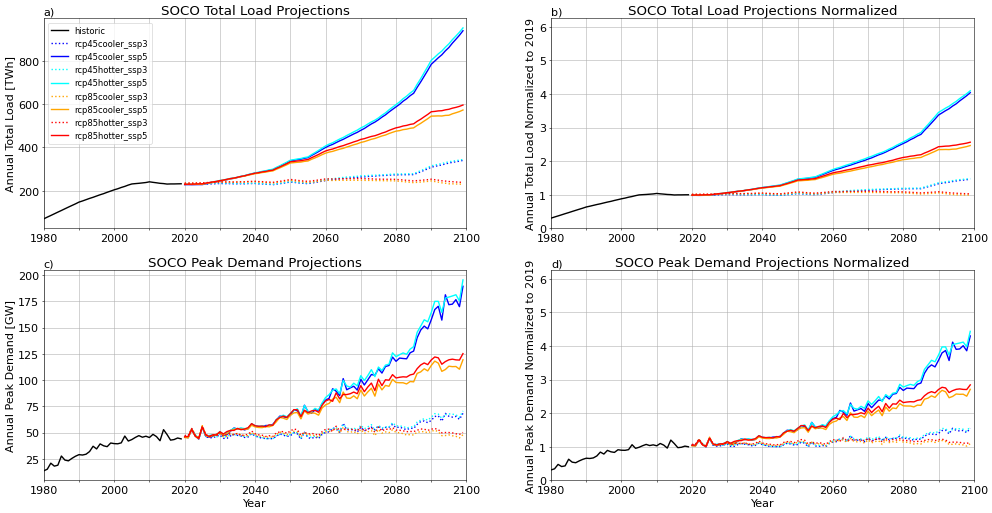 a) SOCO Total Load Projections
Annual Total Load [TWh]
800
600
400
200
historic
rcp45cooler_ssp3
rcp45cooler_ssp5
rcp45hotter_ssp3
rcp45hotter_ssp5
rcp85cooler_ssp3
rcp85cooler_ssp5
rcp85hotter_ssp3
rcp85hotter_ssp5
1980 2000 2020 2040 2060 2080 2100
b) SOCO Total Load Projections Normalized
Annual Total Load Normalized to 2019
6
5
4
3
2
1
0
1980 2000 2020 2040 2060 2080 2100
c) SOCO Peak Demand Projections
Annual Peak Demand [GW]
200
175
150
125
100
75
50
25
1980 2000 2020 2040 2060 2080 2100
Year
d) SOCO Peak Demand Projections Normalized
Annual Peak Demand Normalized to 2019
6
5
4
3
2
1
0
1980 2000 2020 2040 2060 2080 2100
Year